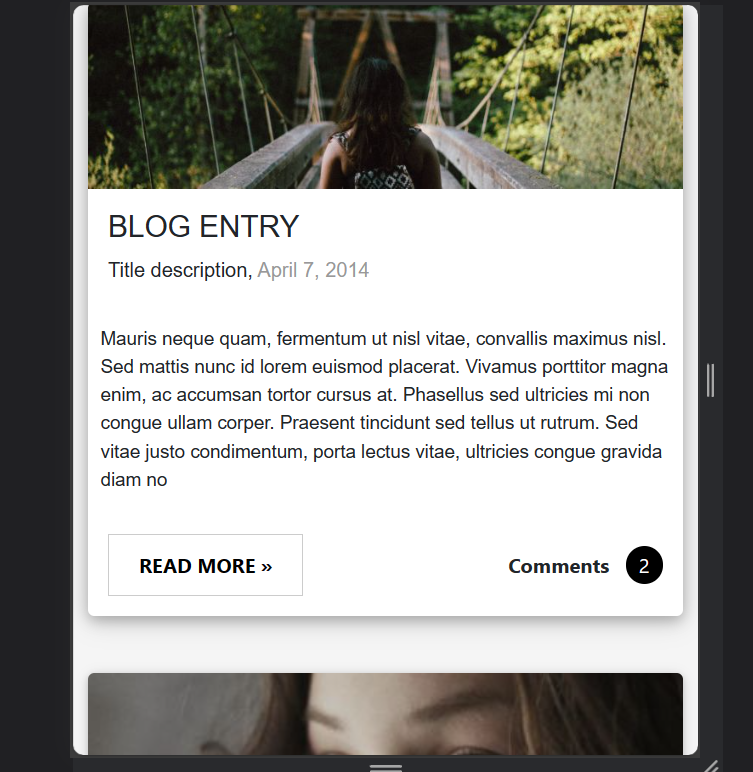 BLOG ENTRY
Title description, April 7, 2014
Mauris neque quam, fermentum ut nisl vitae, convallis maximus nisl.
Sed mattis nunc id lorem euismod placerat. Vivamus porttitor magna
enim, ac accumsan tortor cursus at. Phasellus sed ultricies mi non
congue ullam corper. Praesent tincidunt sed tellus ut rutrum. Sed
vitae justo condimentum, porta lectus vitae, ultricies congue gravida
diam no
READ MORE » Comments 2